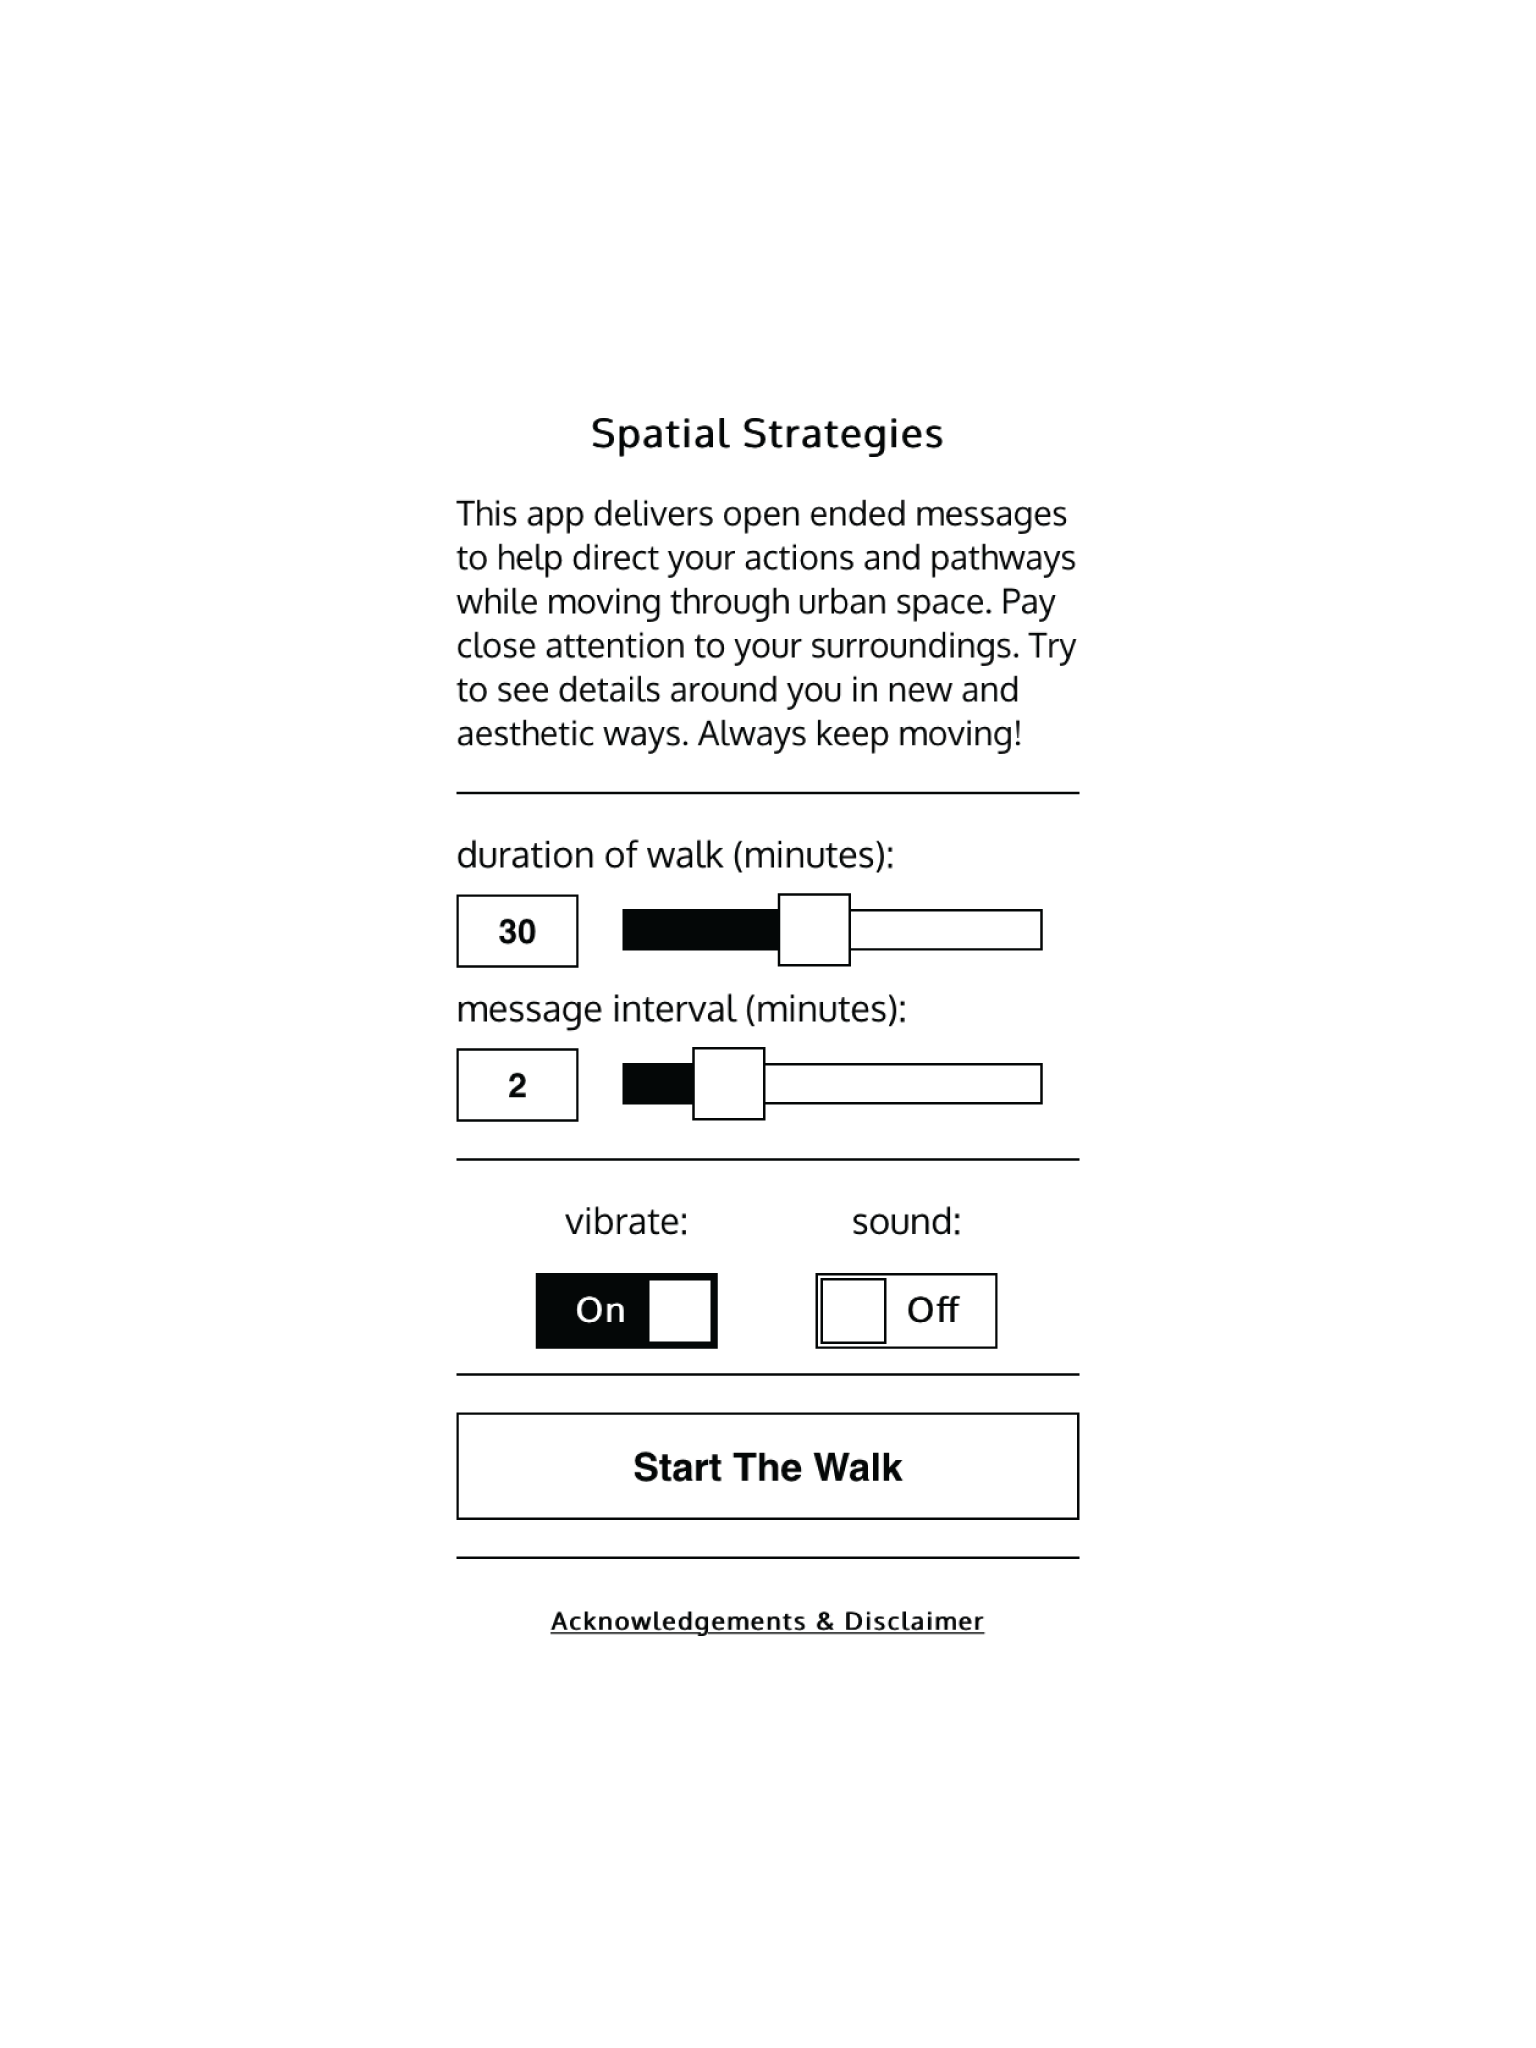 Spatial Strategies
This app delivers open ended messages
to help direct your actions and pathways
while moving through urban space. Pay
close attention to your surroundings. Try
to see details around you in new and
aesthetic ways. Always keep moving!
duration of walk (minutes):
30
message interval (minutes):
2
vibrate: sound:
On Off
Start The Walk
Acknowledgements & Disclaimer